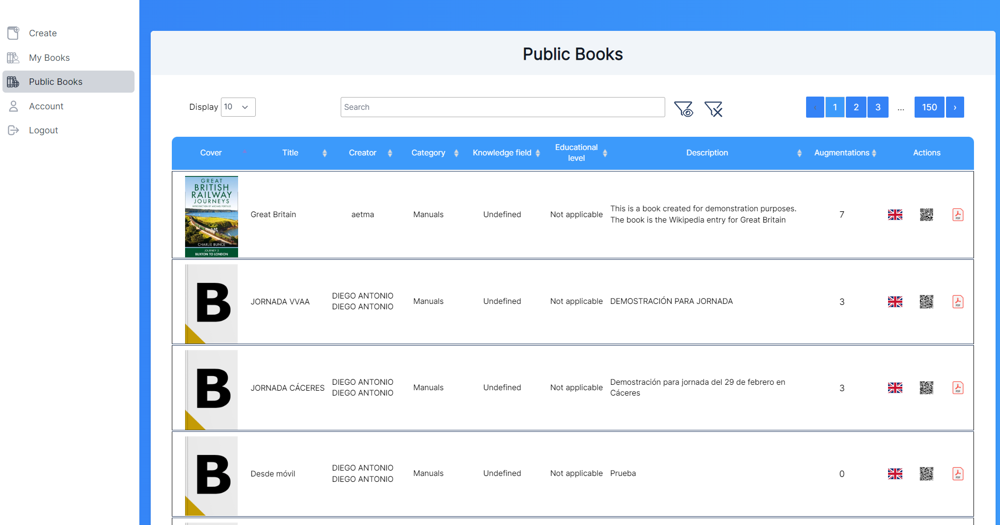 Create
My Books
Public Books
Account
Logout
Public Books
Display 10
Search
‹ 1 2 3 ... 150 ›
Cover Title Creator Category Knowledge field Educational level Description Augmentations Actions
GREAT
BRITISH
RAILWAY
JOURNEYS
INTRODUCTION BY MICHAEL PORTILLO
CHARLIE BUNCE
JOURNEY 3
BUXTON TO LONDON
Great Britain aetma Manuals Undefined Not applicable
This is a book created for demonstration purposes.
The book is the Wikipedia entry for Great Britain
7 PDF
B
JORNADA VVAA
DIEGO ANTONIO
DIEGO ANTONIO
Manuals Undefined Not applicable DEMOSTRACIÓN PARA JORNADA 3 PDF
B
JORNADA CÁCERES
DIEGO ANTONIO
DIEGO ANTONIO
Manuals Undefined Not applicable
Demostración para jornada del 29 de febrero en
Cáceres
3 PDF
B
Desde móvil
DIEGO ANTONIO
DIEGO ANTONIO
Manuals Undefined Not applicable Prueba 0 PDF